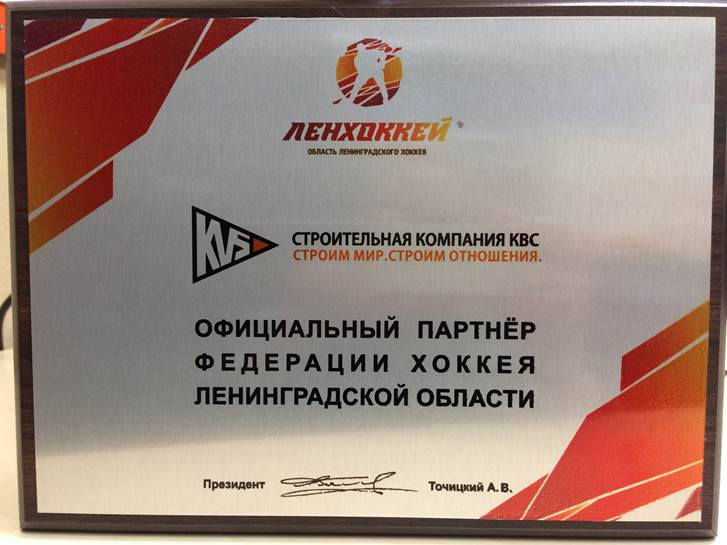 ЛЕНХОККЕЙ
ОБЛАСТЬ ЛЕНИНГРАДСКОГО ХОККЕЯ
KVS
СТРОИТЕЛЬНАЯ КОМПАНИЯ КВС
СТРОИМ МИР.СТРОИМ ОТНОШЕНИЯ.
ОФИЦИАЛЬНЫЙ ПАРТНЁР
ФЕДЕРАЦИИ ХОККЕЯ
ЛЕНИНГРАДСКОЙ ОБЛАСТИ
Президент Точицкий А.В.